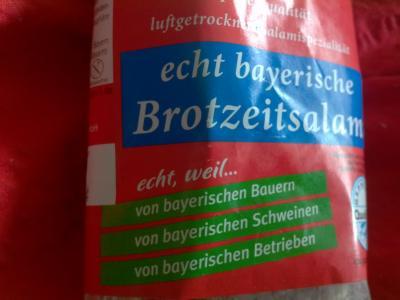 luftgetrocknete Salamispezialität
echt bayerische
Brotzeitsalam
echt, weil...
von bayerischen Bauern
von bayerischen Schweinen
von bayerischen Betrieben